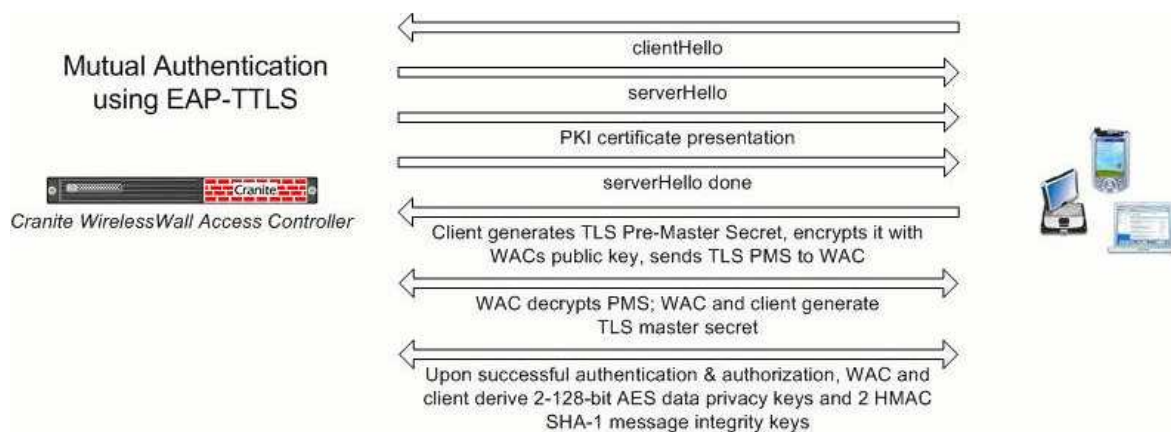 Mutual Authentication
using EAP-TTLS
Cranite
Cranite WirelessWall Access Controller
clientHello
serverHello
PKI certificate presentation
serverHello done
Client generates TLS Pre-Master Secret, encrypts it with
WACs public key, sends TLS PMS to WAC
WAC decrypts PMS; WAC and client generate
TLS master secret
Upon successful authentication & authorization, WAC and
client derive 2-128-bit AES data privacy keys and 2 HMAC
SHA-1 message integrity keys